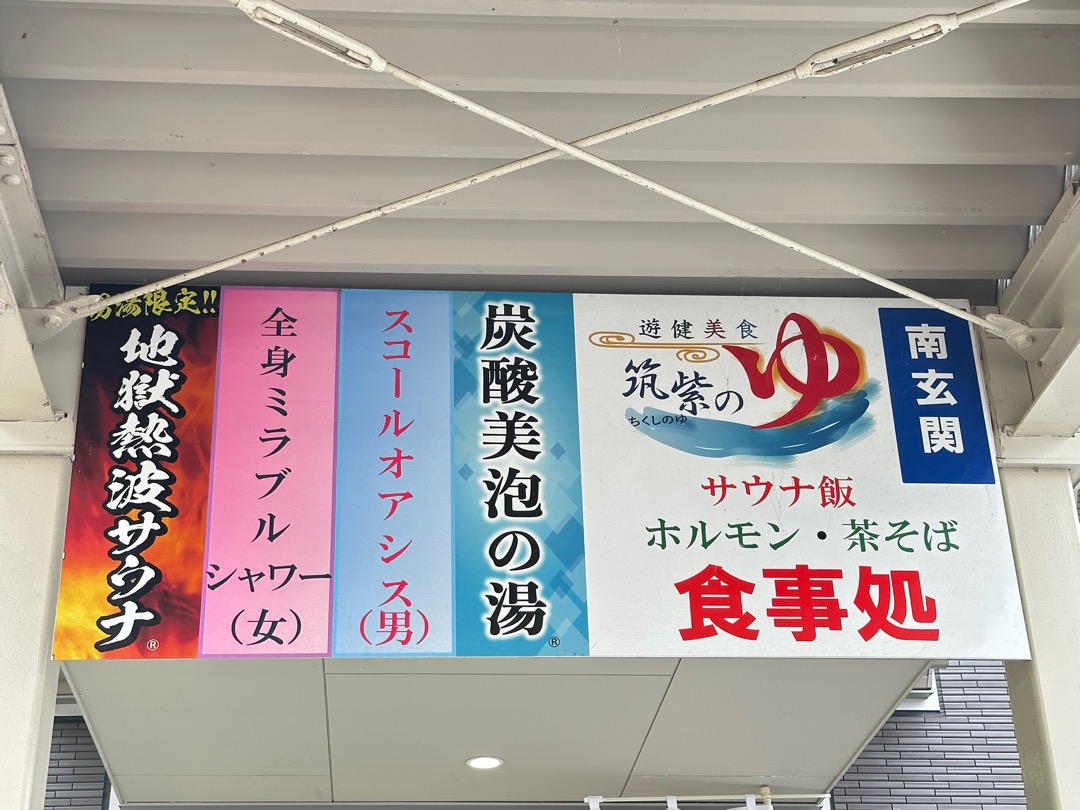 男湯限定!!
地獄熱波サウナ®
全身ミラブル
シャワー
(女)
スコールオアシス
(男)
炭酸美泡の湯®
遊健美食
筑紫の
ゆ
ちくしのゆ
サウナ飯
ホルモン・茶そば
食事処
南玄関